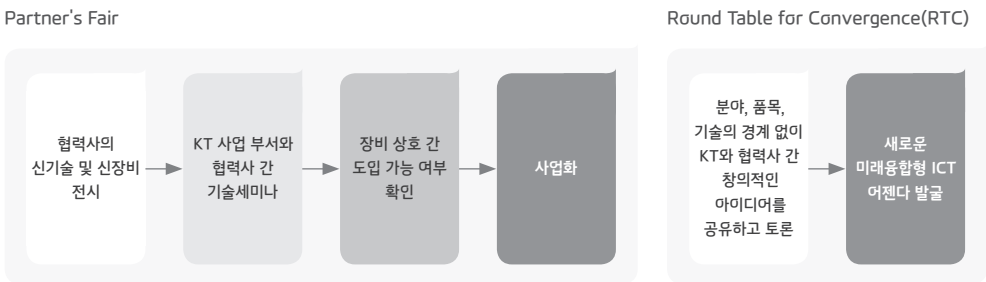 Partner's Fair
협력사의
신기술 및 신장비
전시
KT 사업 부서와
협력사 간
기술세미나
장비 상호 간
도입 가능 여부
확인
사업화
Round Table for Convergence(RTC)
분야, 품목,
기술의 경계 없이
KT와 협력사 간
창의적인
아이디어를
공유하고 토론
새로운
미래융합형 ICT
어젠다 발굴